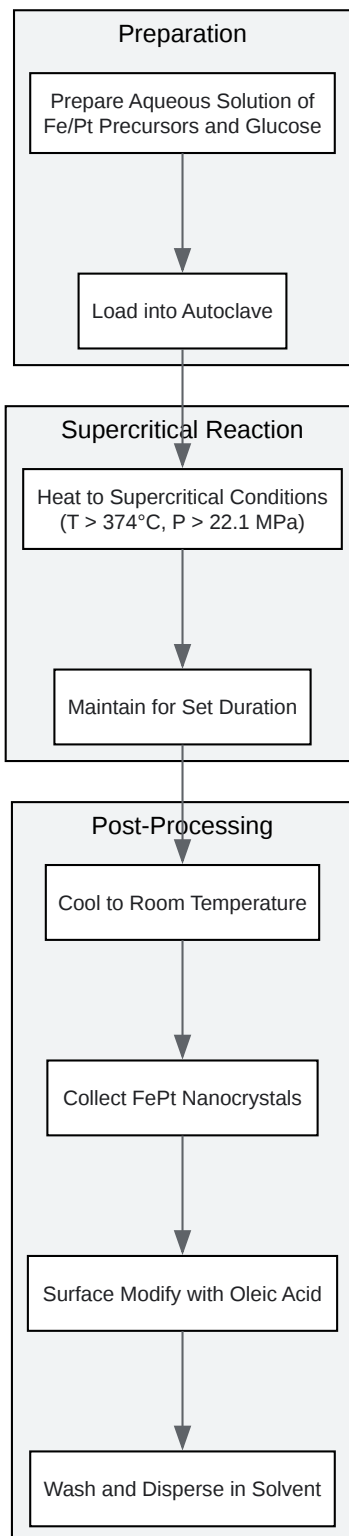 Preparation
Prepare Aqueous Solution of
Fe/Pt Precursors and Glucose
Load into Autoclave
Supercritical Reaction
Heat to Supercritical Conditions
(T > 374°C, P > 22.1 MPa)
Maintain for Set Duration
Post-Processing
Cool to Room Temperature
Collect FePt Nanocrystals
Surface Modify with Oleic Acid
Wash and Disperse in Solvent